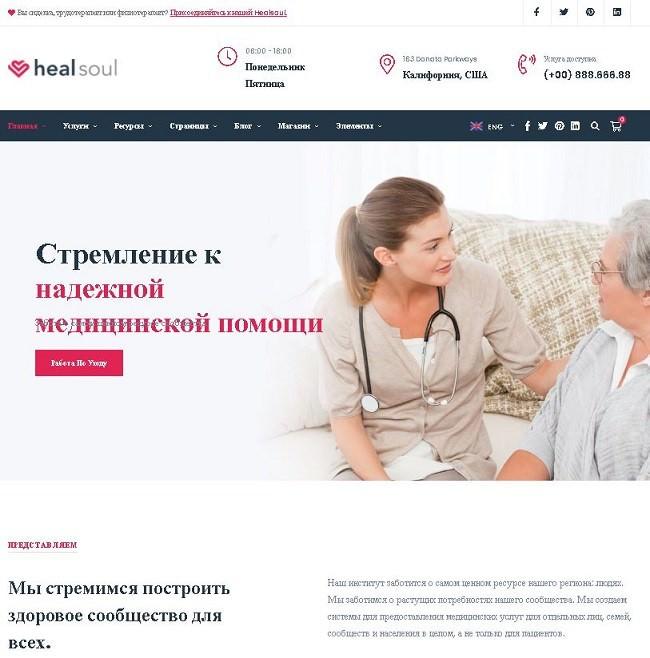 Вы сиделка, трудотерапевт или физиотерапевт? Присоединяйтесь к нашей Healsoul.
healsoul
06:00 - 18:00
Понедельник
Пятница
163 Donato Parkways
Калифорния, США
Услуга доступна
(+00) 888.666.88
Главная Услуги Ресурсы Страницы Блог Магазин Элементы ENG 0
Стремление к
надежной
медицинской помощи
Работа По Уходу
ПРЕДСТАВЛЯЕМ
Мы стремимся построить
здоровое сообщество для
всех.
Наш институт заботится о самом ценном ресурсе нашего региона: людях.
Мы заботимся о растущих потребностях нашего сообщества. Мы создаем
системы для предоставления медицинских услуг для отдельных лиц, семей,
сообществ и населения в целом, а не только для пациентов.